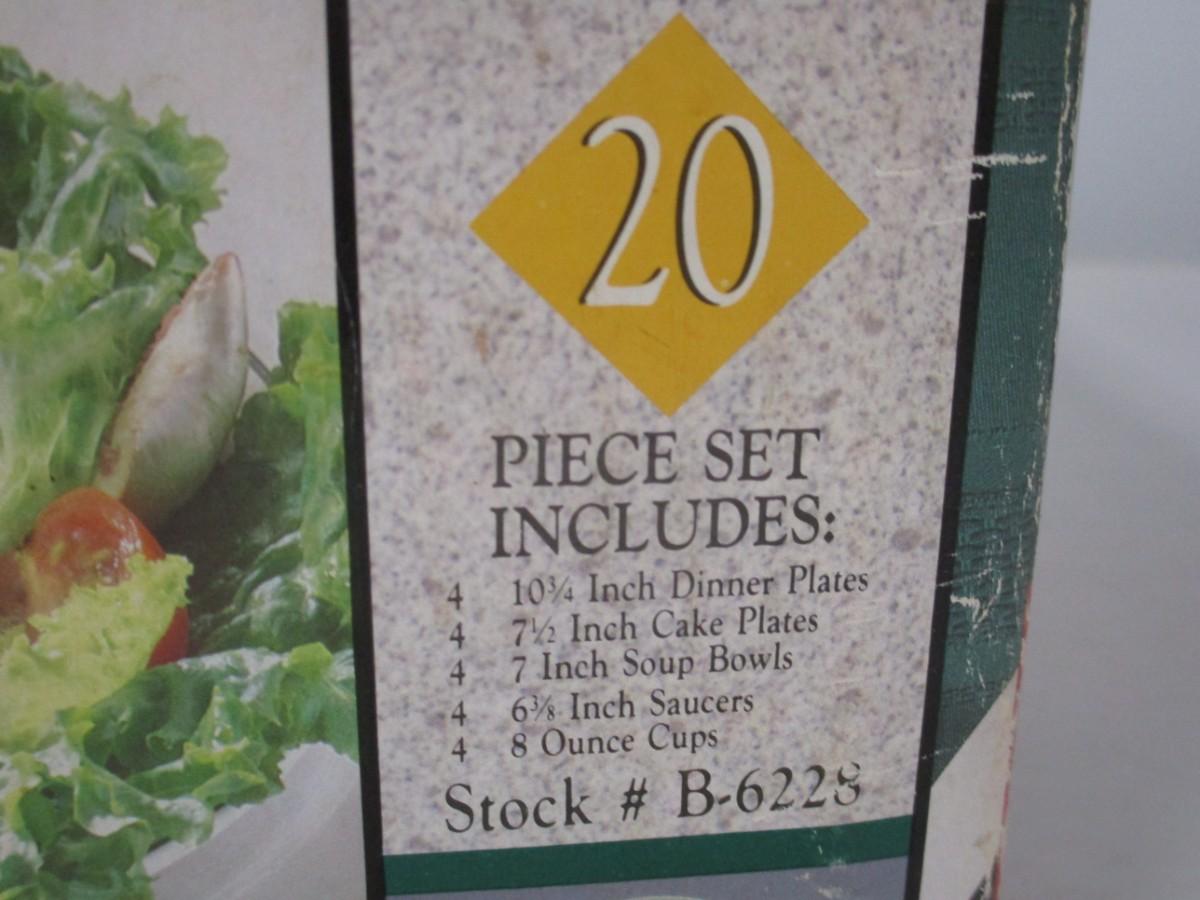 20
PIECE SET
INCLUDES:
4 10¾ Inch Dinner Plates
4 7½ Inch Cake Plates
4 7 Inch Soup Bowls
4 6⅜ Inch Saucers
4 8 Ounce Cups
Stock # B-6228